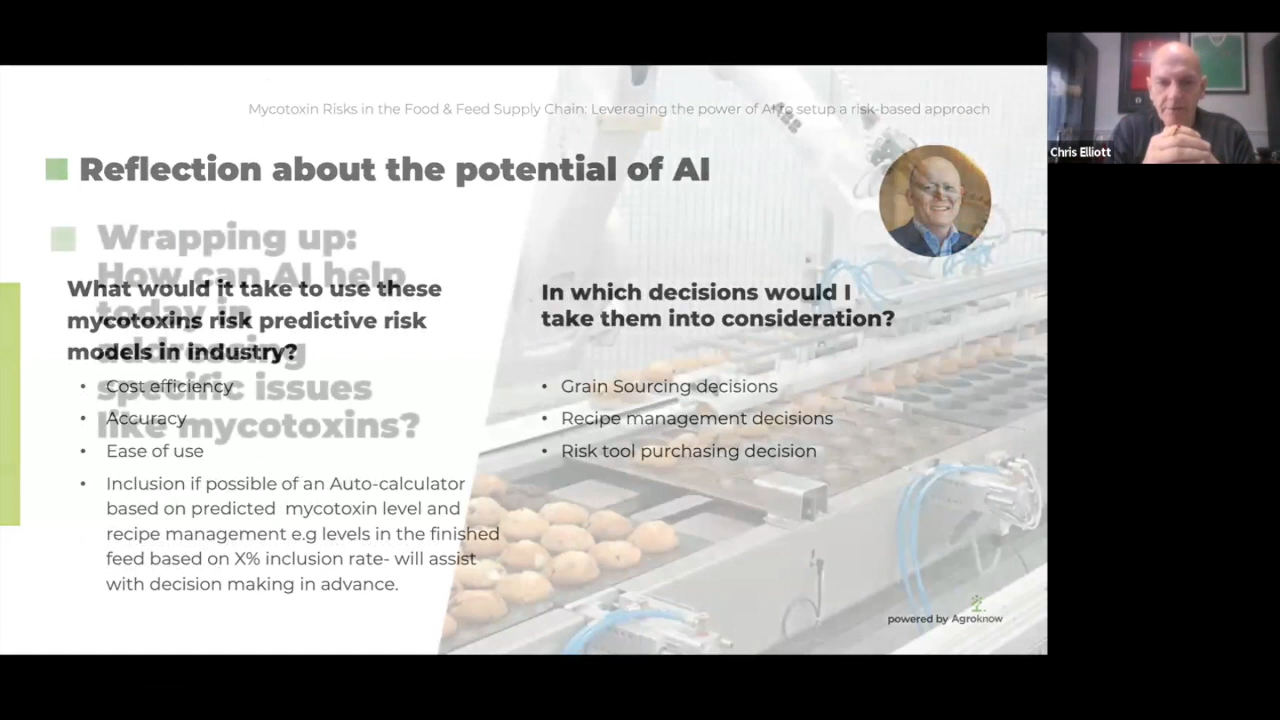 Mycotoxin Risks in the Food & Feed Supply Chain: Leveraging the power of AI to setup a risk-based approach
Chris Elliott
Reflection about the potential of AI
Wrapping up:
How can AI help
today in
addressing
specific issues
like mycotoxins?
What would it take to use these
mycotoxins risk predictive risk
models in industry?
• Cost efficiency
• Accuracy
• Ease of use
• Inclusion if possible of an Auto-calculator
based on predicted mycotoxin level and
recipe management e.g levels in the finished
feed based on X% inclusion rate- will assist
with decision making in advance.
In which decisions would I
take them into consideration?
• Grain Sourcing decisions
• Recipe management decisions
• Risk tool purchasing decision
powered by Agroknow